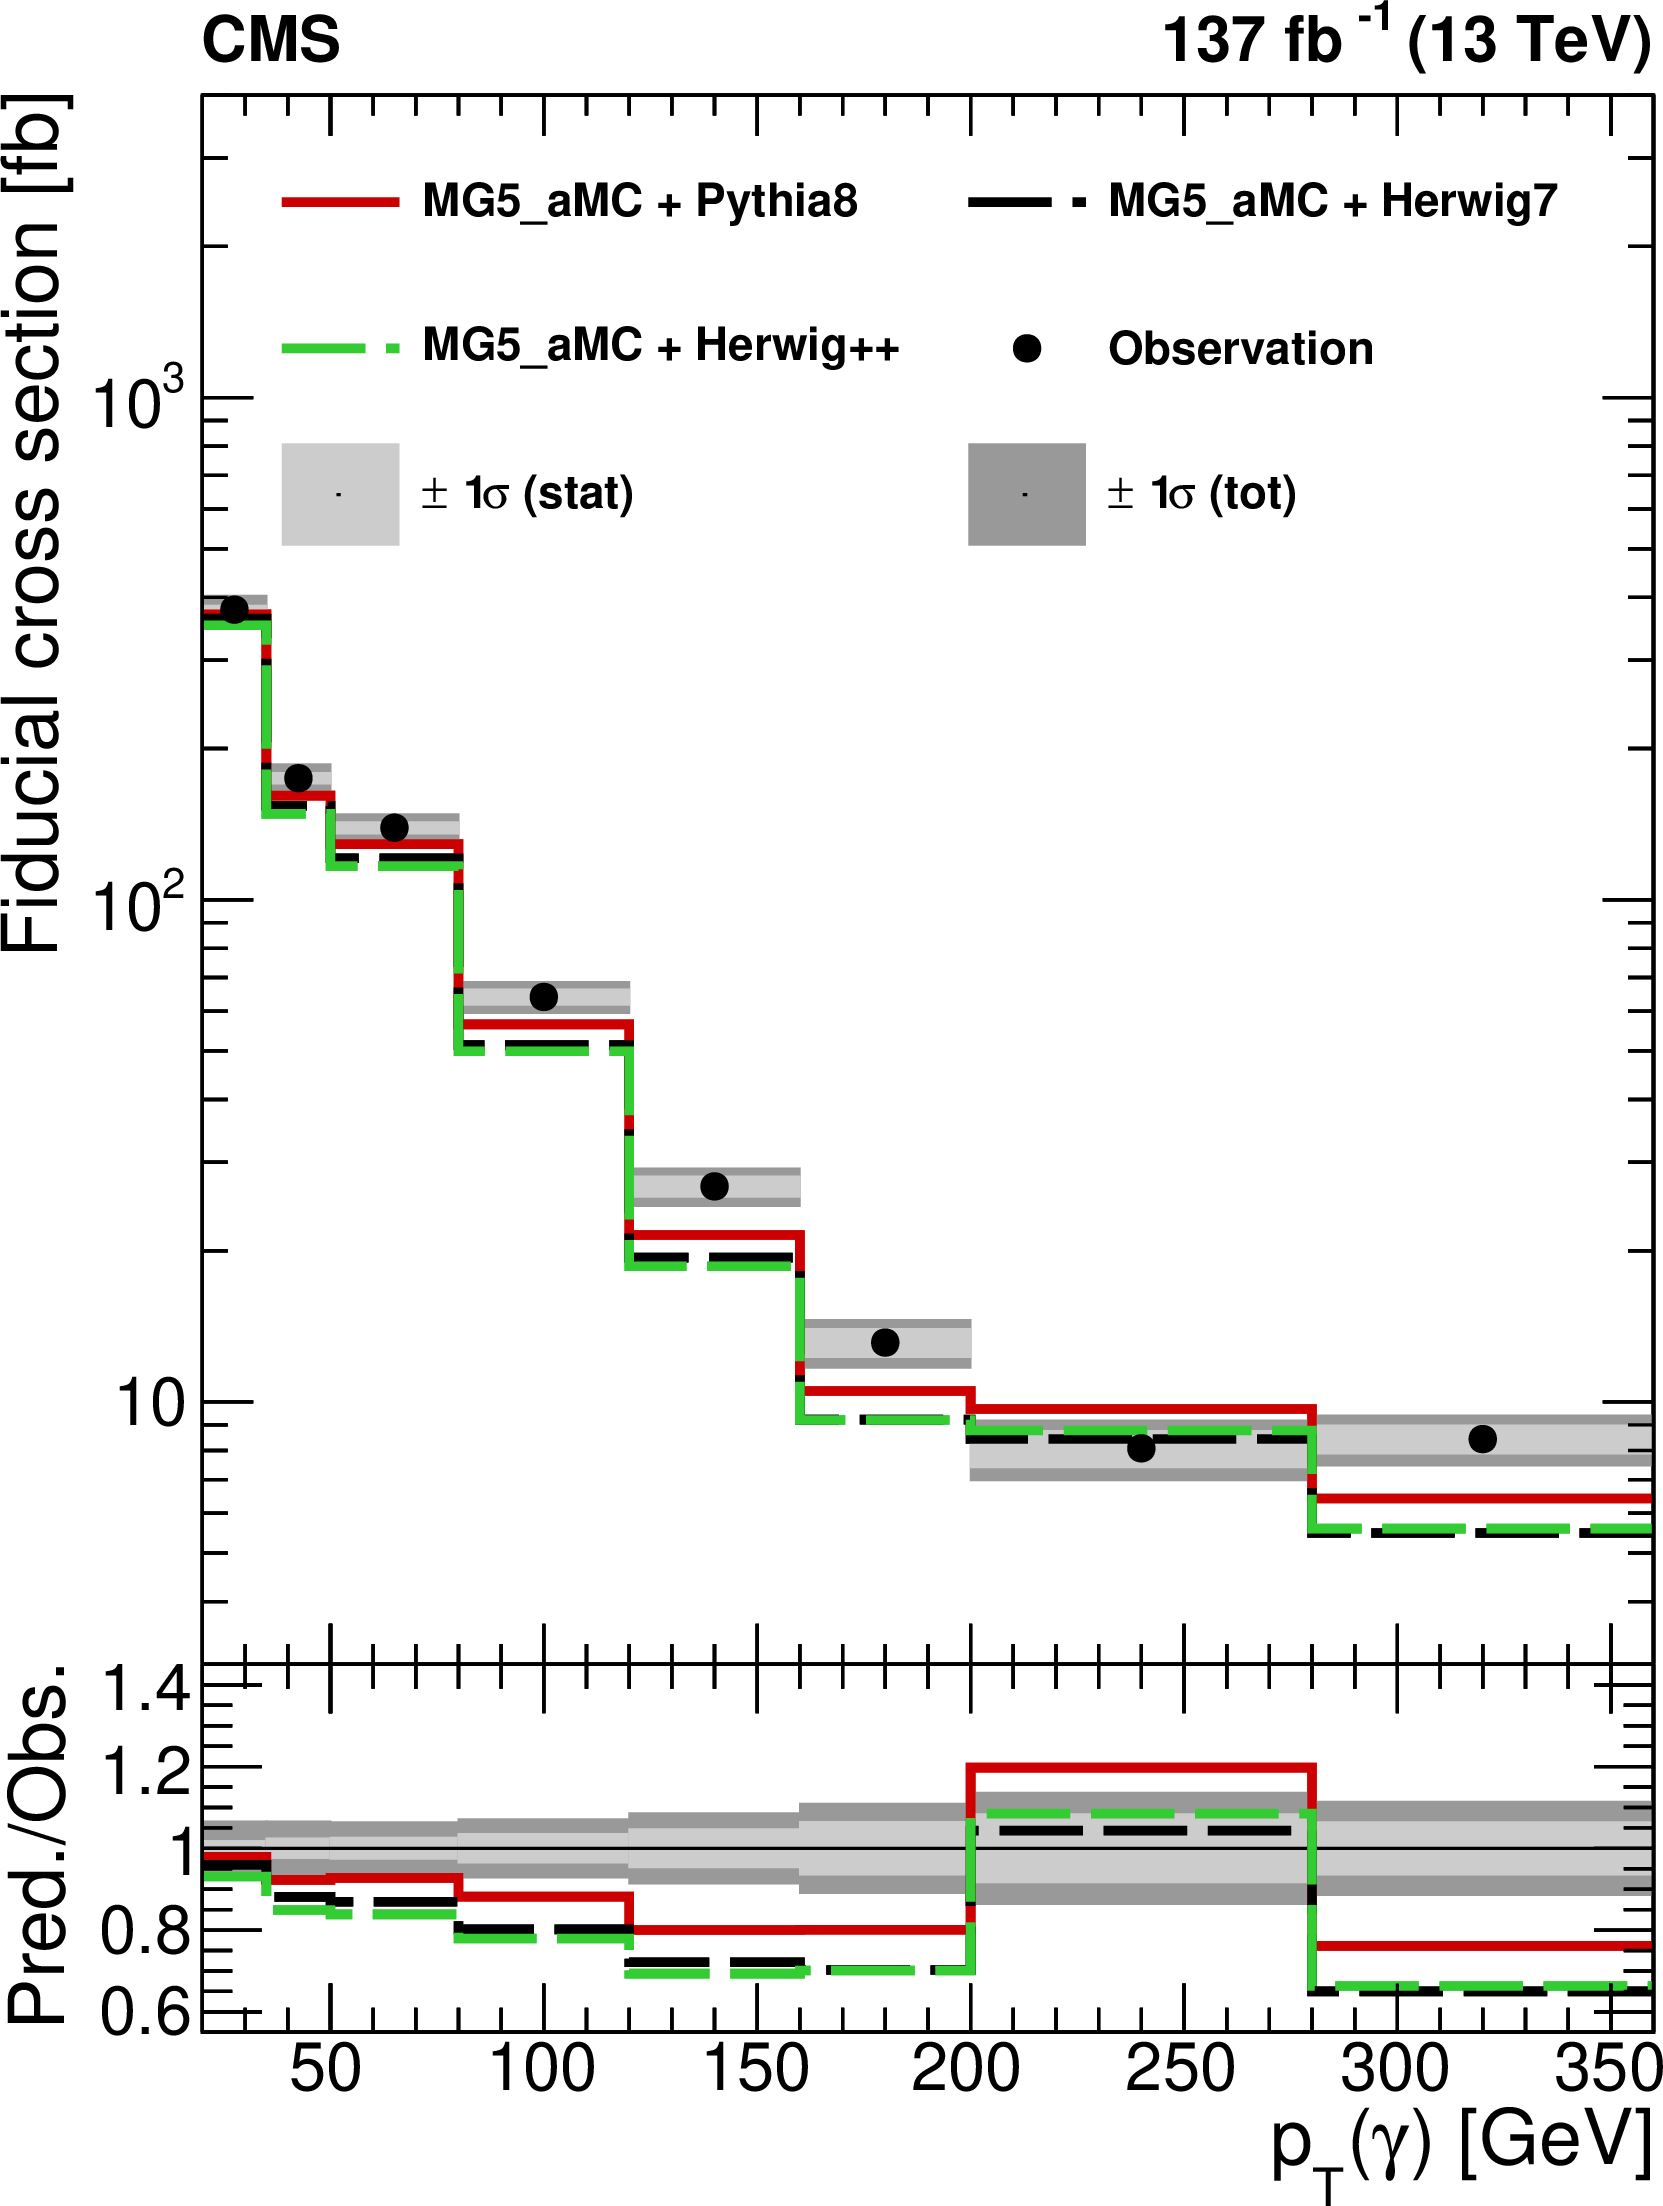 CMS
137 fb -1 (13 TeV)
Fiducial cross section [fb]
MG5_aMC + Pythia8
MG5_aMC + Herwig7
MG5_aMC + Herwig++
Observation
± 1σ (stat)
± 1σ (tot)
10³
10²
10
Pred./Obs.
1.4
1.2
1
0.8
0.6
50 100 150 200 250 300 350
pT(γ) [GeV]